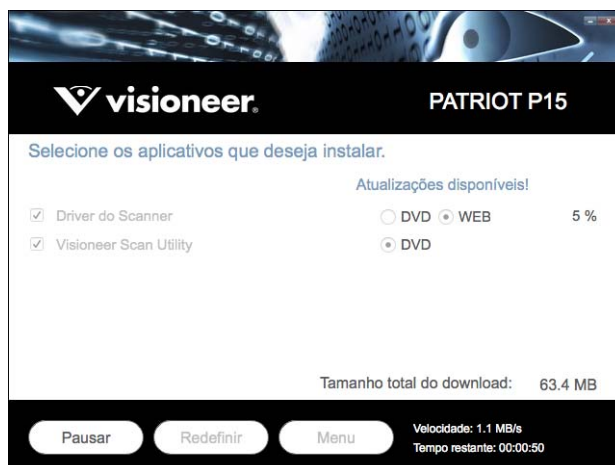 visioneer®
PATRIOT P15
Selecione os aplicativos que deseja instalar.
Atualizações disponíveis!
Driver do Scanner DVD WEB 5 %
Visioneer Scan Utility DVD
Tamanho total do download: 63.4 MB
Pausar Redefinir Menu
Velocidade: 1.1 MB/s
Tempo restante: 00:00:50